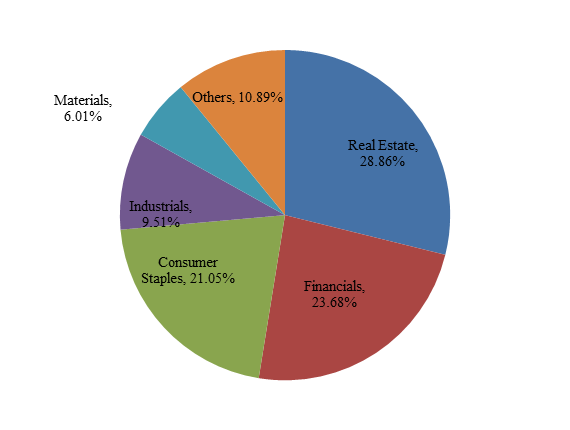 Others, 10.89%
Materials,
6.01%
Real Estate,
28.86%
Industrials,
9.51%
Consumer
Staples, 21.05%
Financials,
23.68%